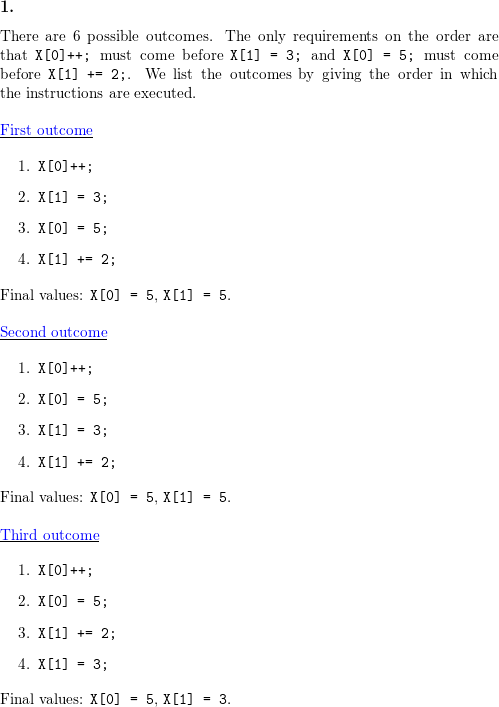 1.
There are 6 possible outcomes. The only requirements on the order are
that X[0]++; must come before X[1] = 3; and X[0] = 5; must come
before X[1] += 2;. We list the outcomes by giving the order in which
the instructions are executed.
First outcome
1. X[0]++;
2. X[1] = 3;
3. X[0] = 5;
4. X[1] += 2;
Final values: X[0] = 5, X[1] = 5.
Second outcome
1. X[0]++;
2. X[0] = 5;
3. X[1] = 3;
4. X[1] += 2;
Final values: X[0] = 5, X[1] = 5.
Third outcome
1. X[0]++;
2. X[0] = 5;
3. X[1] += 2;
4. X[1] = 3;
Final values: X[0] = 5, X[1] = 3.